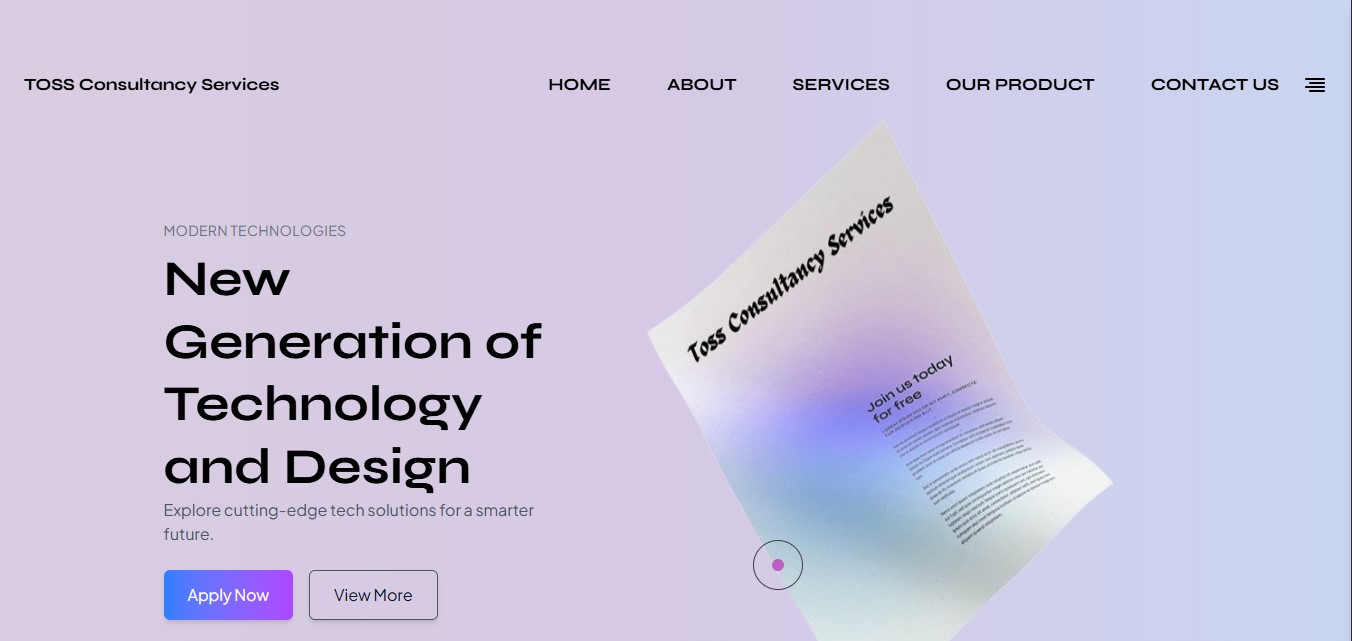 TOSS Consultancy Services
HOME
ABOUT
SERVICES
OUR PRODUCT
CONTACT US
MODERN TECHNOLOGIES
New
Generation of
Technology
and Design
Explore cutting-edge tech solutions for a smarter
future.
Apply Now
View More
Toss Consultancy Services
Join us today
for free